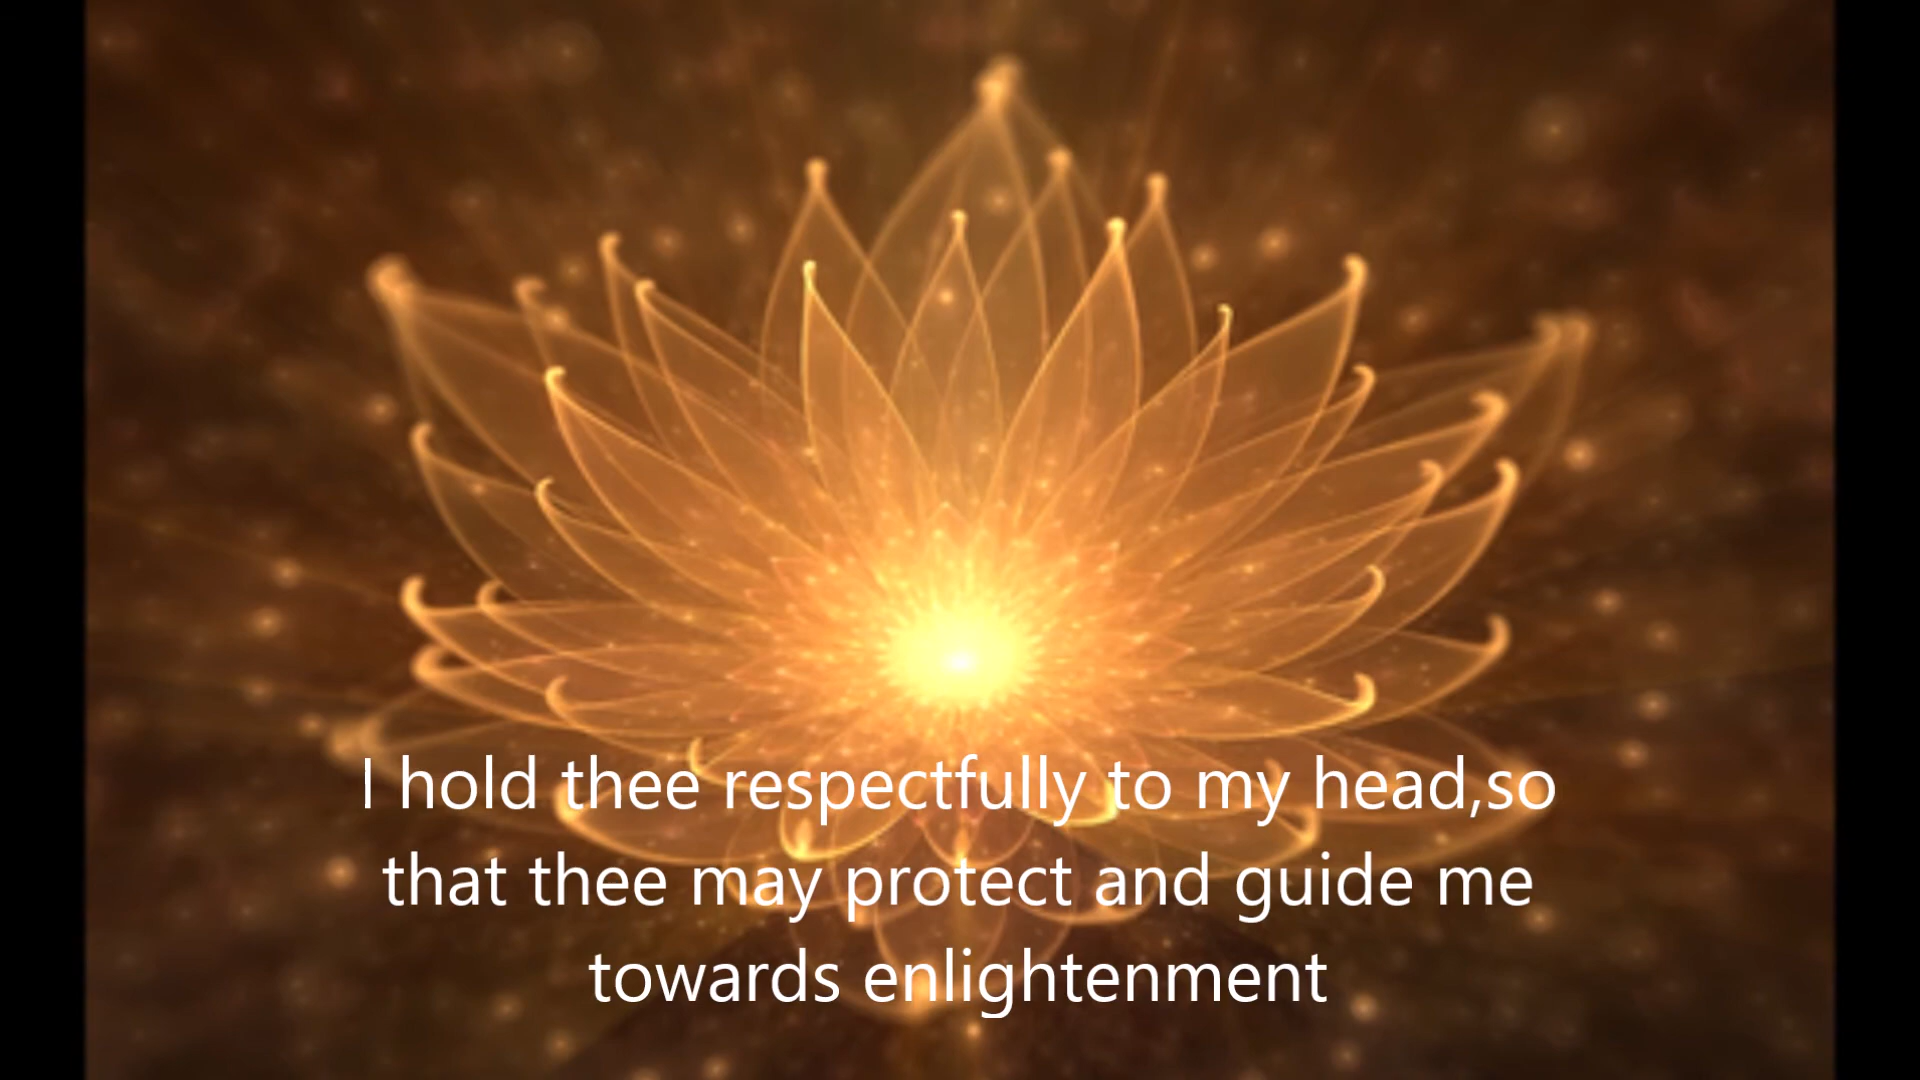 I hold thee respectfully to my head,so
that thee may protect and guide me
towards enlightenment